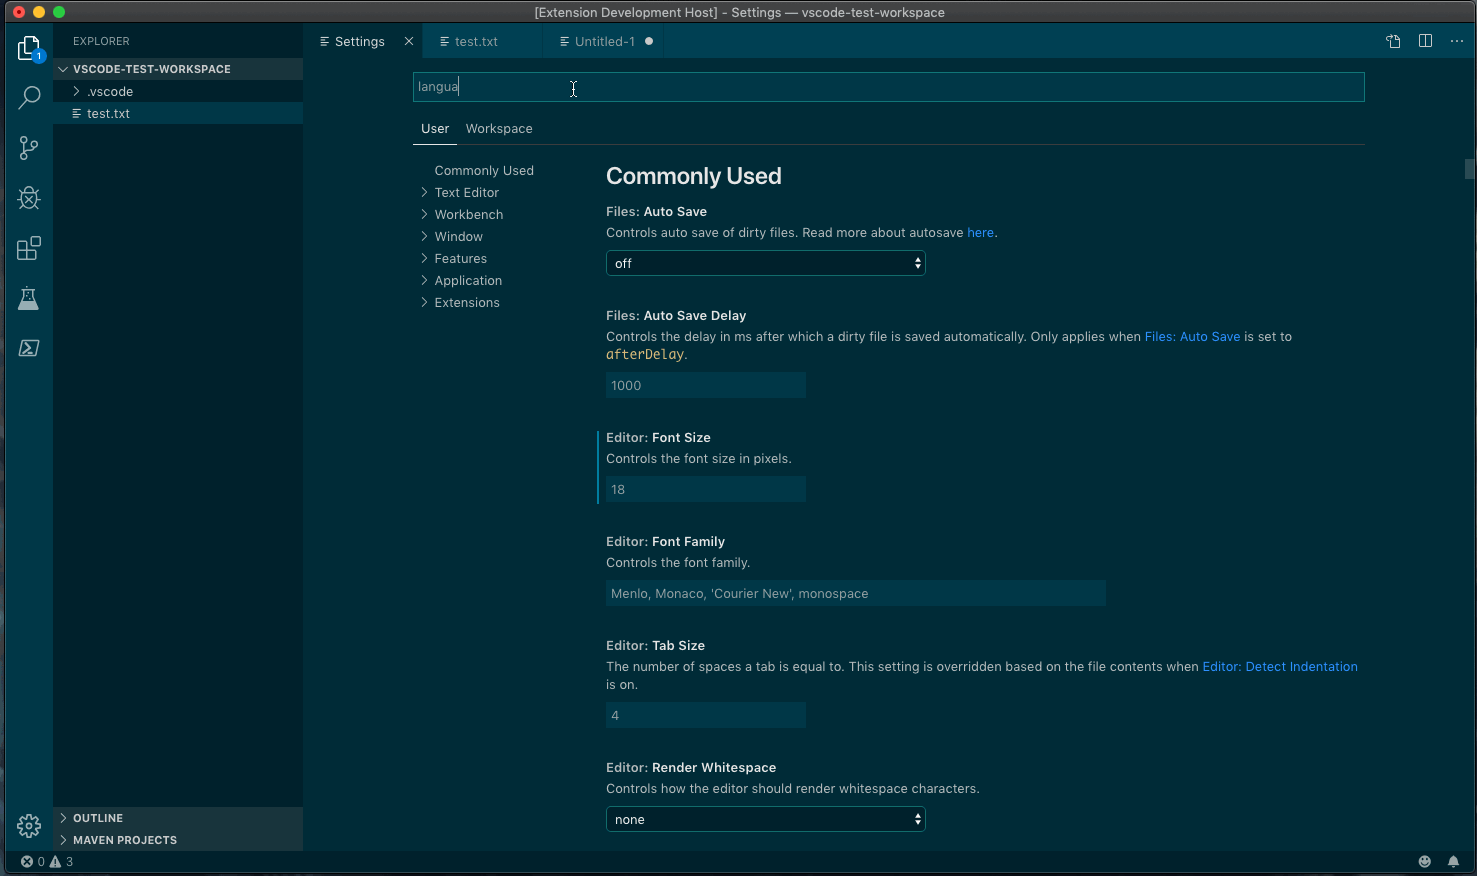 [Extension Development Host] - Settings — vscode-test-workspace
EXPLORER
Settings
test.txt
Untitled-1
1
VSCODE-TEST-WORKSPACE
.vscode
test.txt
langua
User
Workspace
Commonly Used
Text Editor
Workbench
Window
Features
Application
Extensions
Commonly Used
Files: Auto Save
Controls auto save of dirty files. Read more about autosave here.
off
Files: Auto Save Delay
Controls the delay in ms after which a dirty file is saved automatically. Only applies when Files: Auto Save is set to
afterDelay.
1000
Editor: Font Size
Controls the font size in pixels.
18
Editor: Font Family
Controls the font family.
Menlo, Monaco, 'Courier New', monospace
Editor: Tab Size
The number of spaces a tab is equal to. This setting is overridden based on the file contents when Editor: Detect Indentation
is on.
4
Editor: Render Whitespace
Controls how the editor should render whitespace characters.
none
OUTLINE
MAVEN PROJECTS
0
3